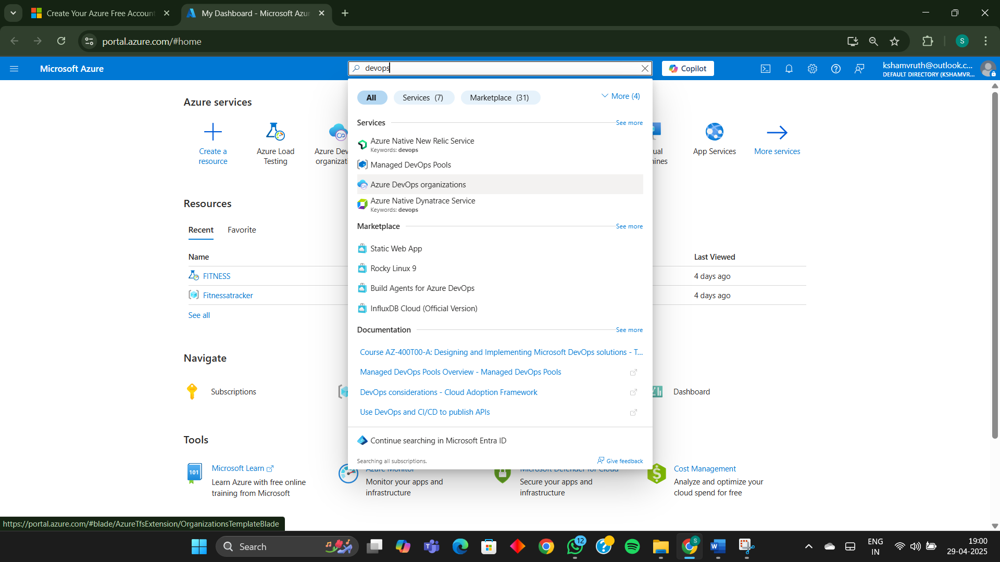 Create Your Azure Free Account
My Dashboard - Microsoft Azur
portal.azure.com/#home
S
Microsoft Azure
devops
Copilot
kshamvruth@outlook.c...
DEFAULT DIRECTORY (KSHAMVR...
All
Services (7)
Marketplace (31)
More (4)
Azure services
Create a
resource
Azure Load
Testing
Azure Dev
organizati
ual
ines
App Services
More services
Services
See more
Azure Native New Relic Service
Keywords: devops
Managed DevOps Pools
Azure DevOps organizations
Azure Native Dynatrace Service
Keywords: devops
Marketplace
See more
Static Web App
Rocky Linux 9
Build Agents for Azure DevOps
InfluxDB Cloud (Official Version)
Documentation
See more
Course AZ-400T00-A: Designing and Implementing Microsoft DevOps solutions - T...
Managed DevOps Pools Overview - Managed DevOps Pools
DevOps considerations - Cloud Adoption Framework
Use DevOps and CI/CD to publish APIs
Continue searching in Microsoft Entra ID
Searching all subscriptions.
Give feedback
Resources
Recent
Favorite
Name
Last Viewed
FITNESS
4 days ago
Fitnessatracker
4 days ago
See all
Navigate
Subscriptions
Dashboard
Tools
101
Microsoft Learn
Learn Azure with free online
training from Microsoft
Azure Monitor
Monitor your apps and
infrastructure
Microsoft Defender for Cloud
Secure your apps and
infrastructure
Cost Management
Analyze and optimize your
cloud spend for free
https://portal.azure.com/#blade/AzureTfsExtension/OrganizationsTemplateBlade
Search
12
S
ENG
IN
19:00
29-04-2025